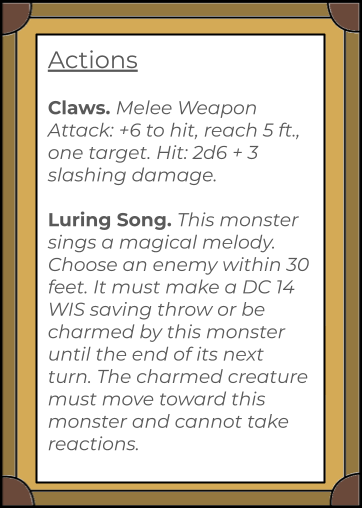 Actions
Claws. Melee Weapon
Attack: +6 to hit, reach 5 ft.,
one target. Hit: 2d6 + 3
slashing damage.
Luring Song. This monster
sings a magical melody.
Choose an enemy within 30
feet. It must make a DC 14
WIS saving throw or be
charmed by this monster
until the end of its next
turn. The charmed creature
must move toward this
monster and cannot take
reactions.